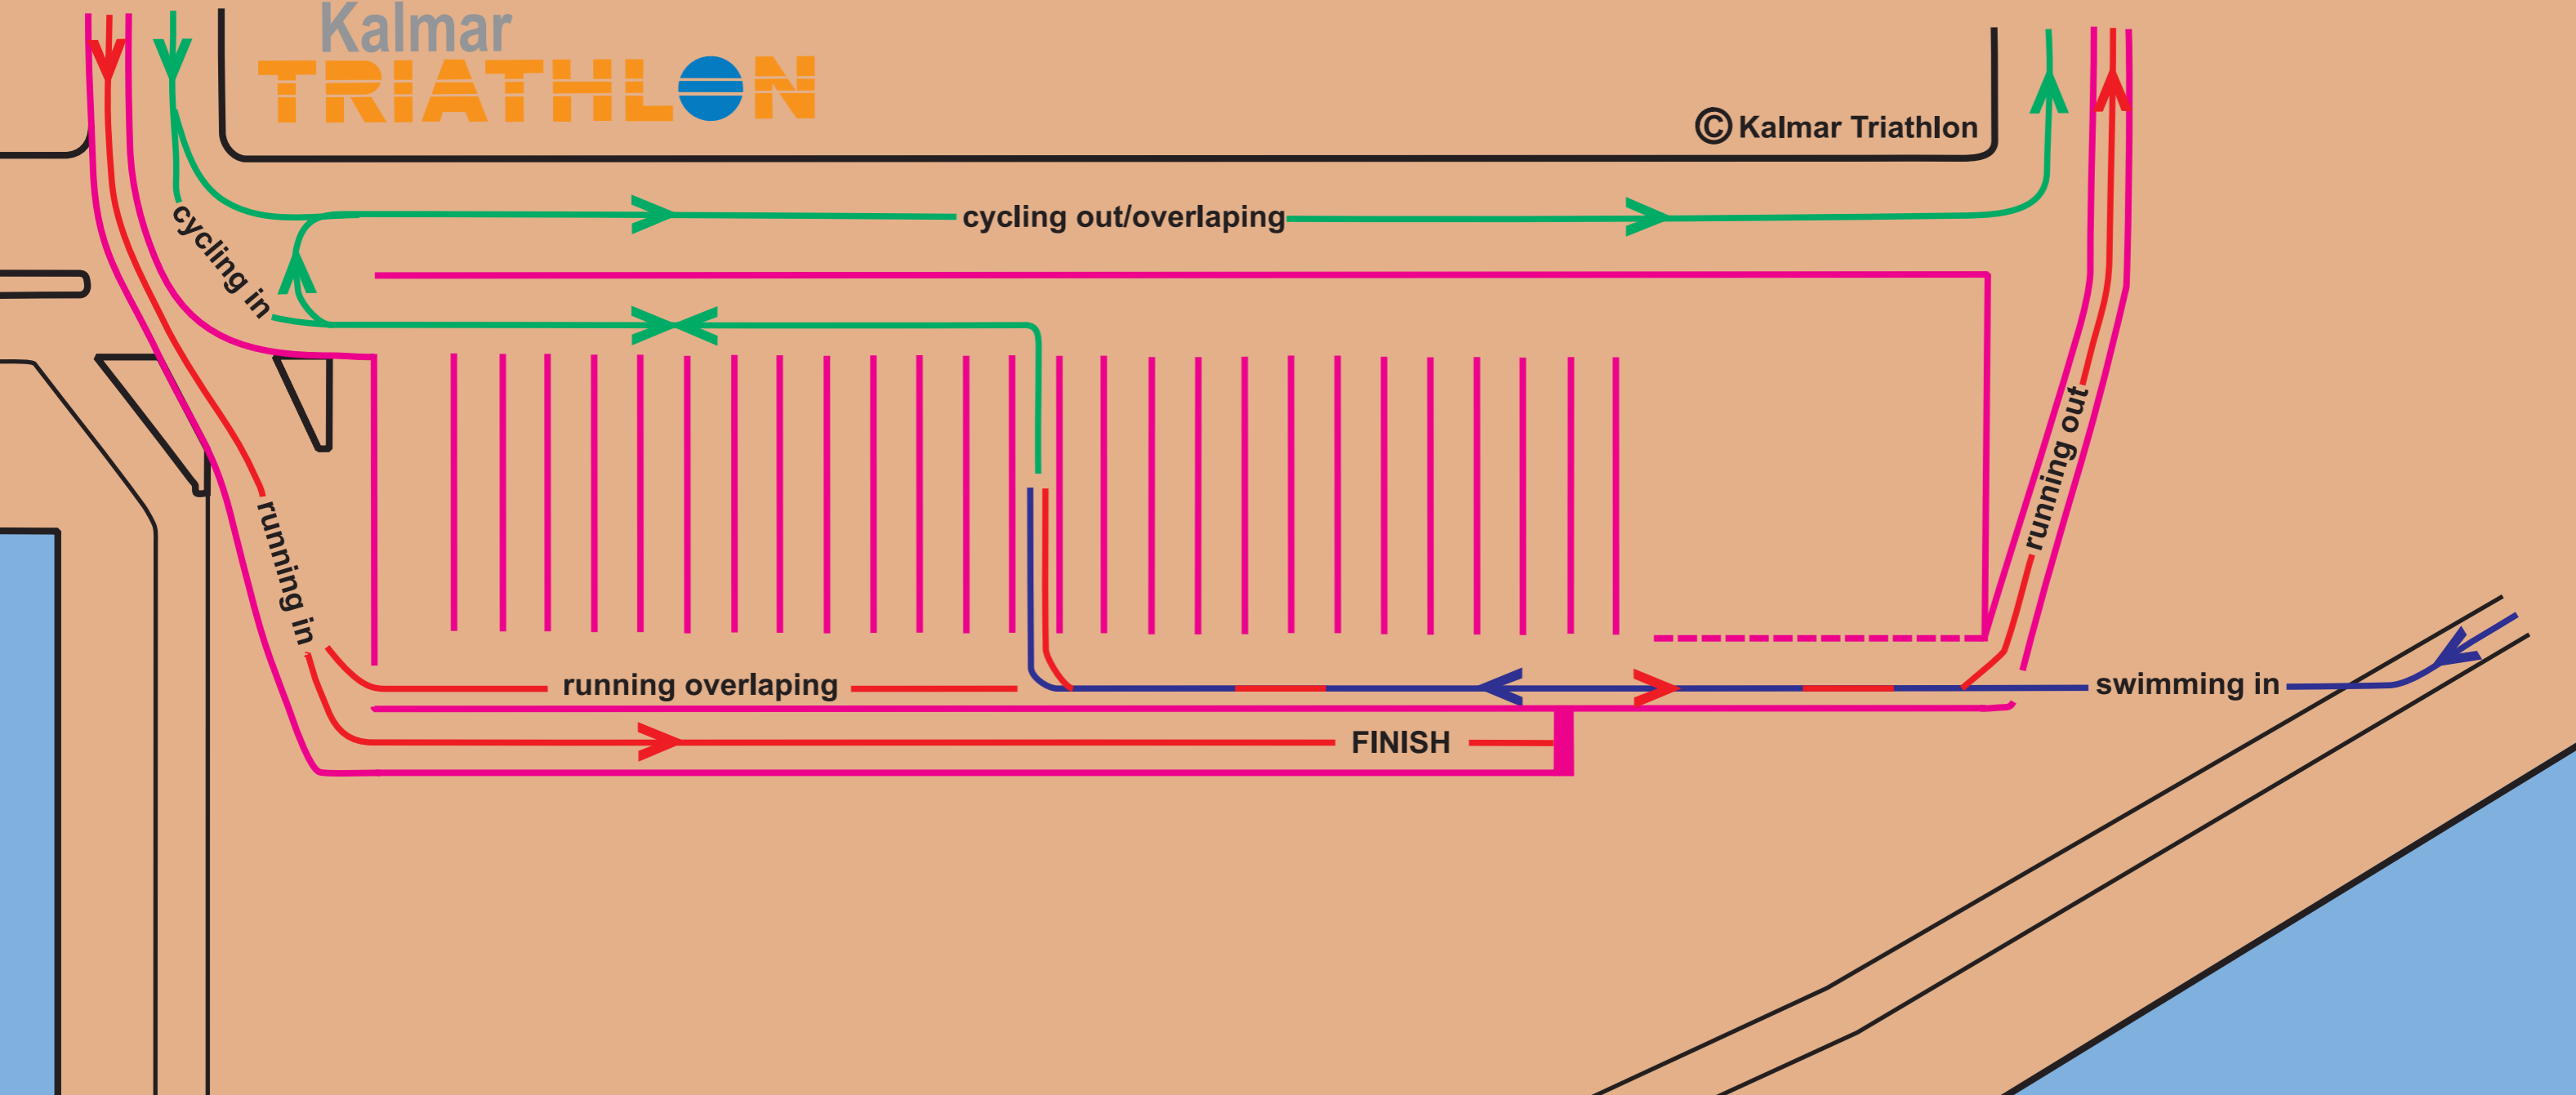 Kalmar
TRIATHLON
© Kalmar Triathlon
cycling out/overlaping
cycling in
running out
running in
running overlaping
swimming in
FINISH